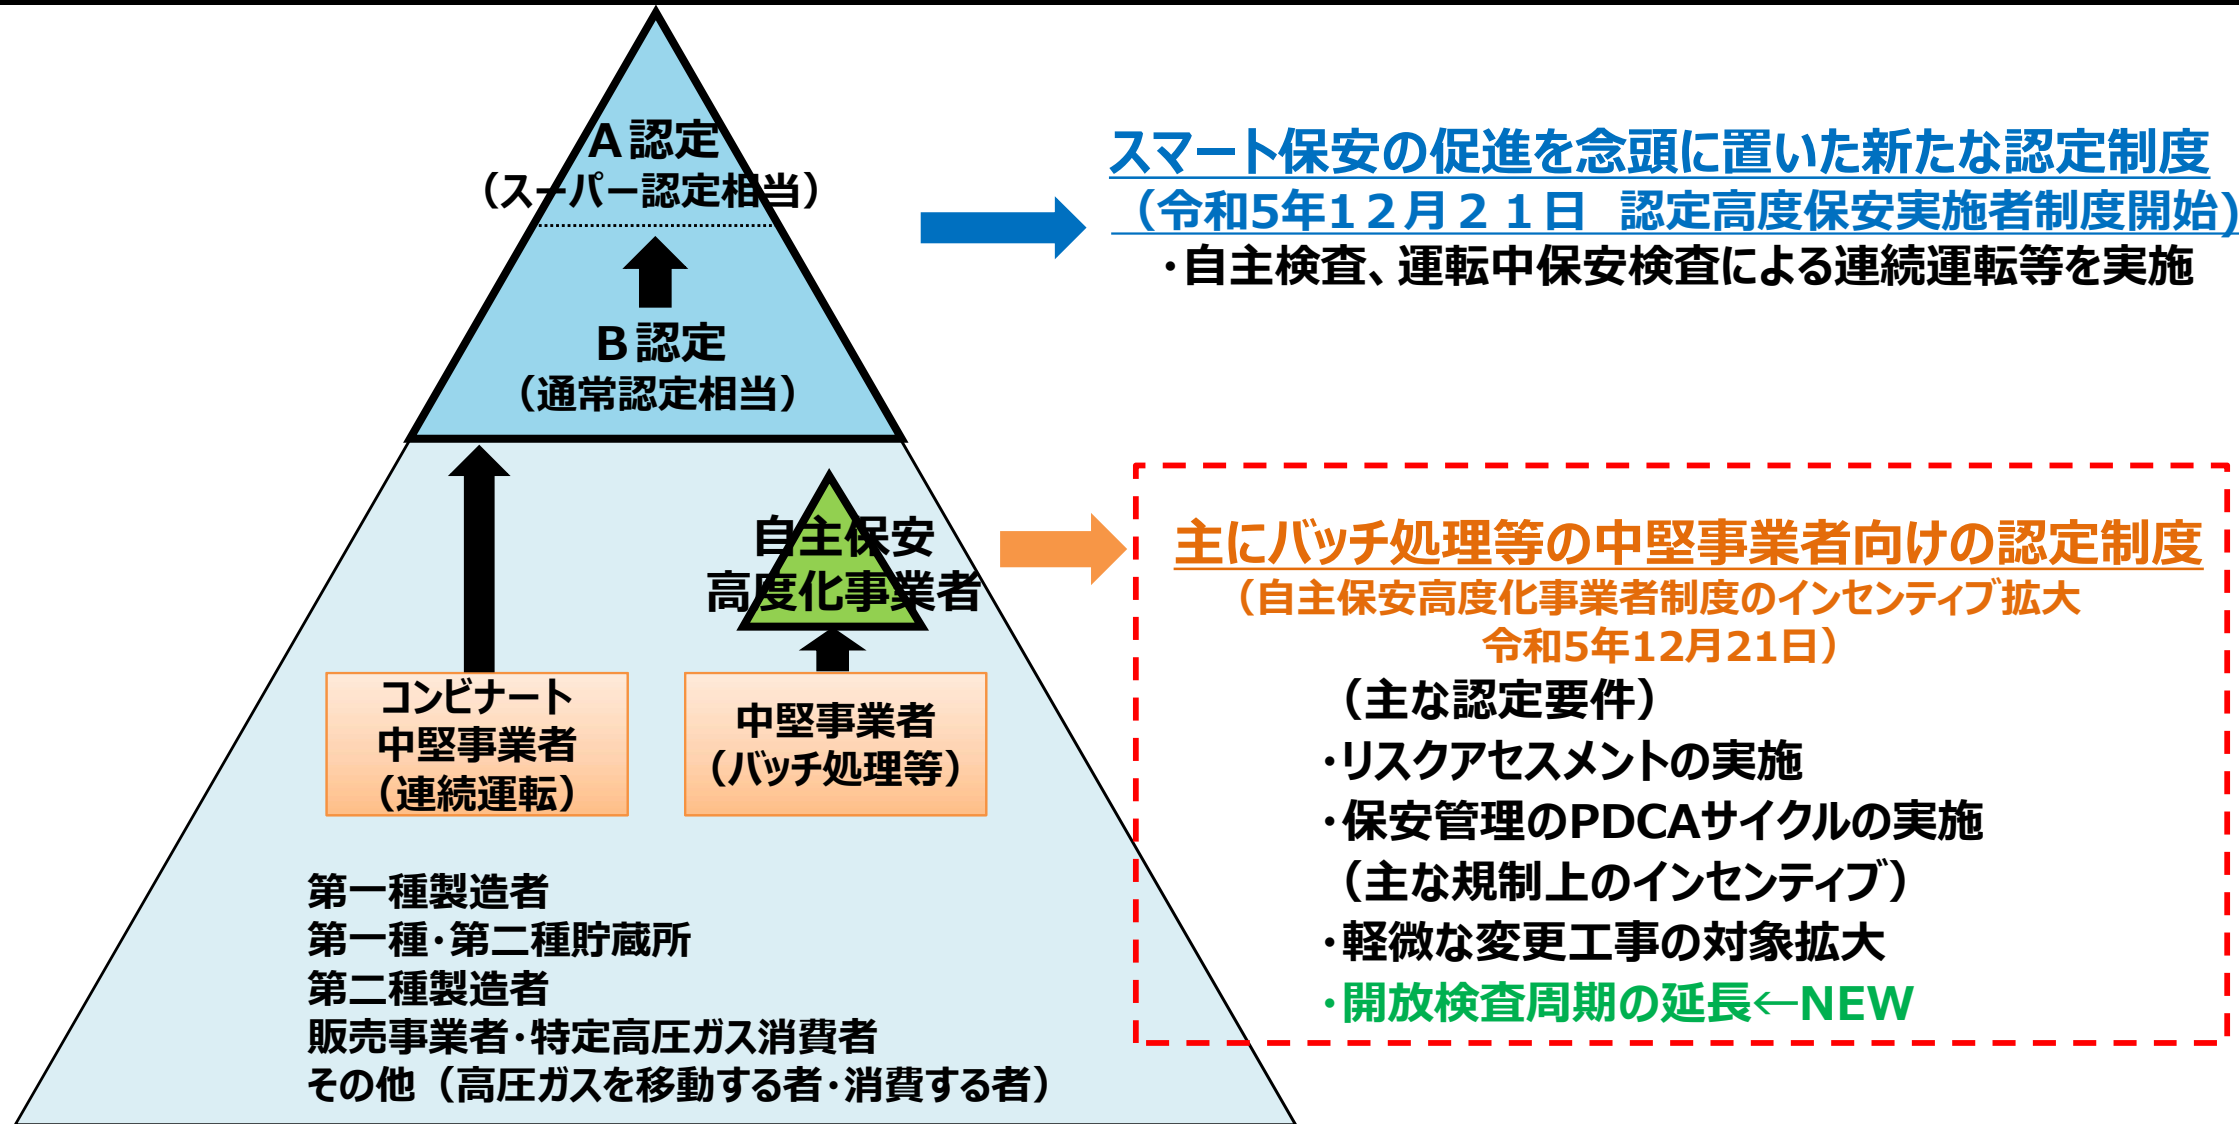 A認定
（スーパー認定相当）
B認定
（通常認定相当）
スマート保安の促進を念頭に置いた新たな認定制度
（令和5年12月21日　認定高度保安実施者制度開始)
・自主検査、運転中保安検査による連続運転等を実施
自主保安
高度化事業者
コンビナート
中堅事業者
（連続運転）
中堅事業者
（バッチ処理等）
主にバッチ処理等の中堅事業者向けの認定制度
（自主保安高度化事業者制度のインセンティブ拡大
令和5年12月21日）
（主な認定要件）
・リスクアセスメントの実施
・保安管理のPDCAサイクルの実施
（主な規制上のインセンティブ）
・軽微な変更工事の対象拡大
・開放検査周期の延長←NEW
第一種製造者
第一種・第二種貯蔵所
第二種製造者
販売事業者・特定高圧ガス消費者
その他（高圧ガスを移動する者・消費する者）